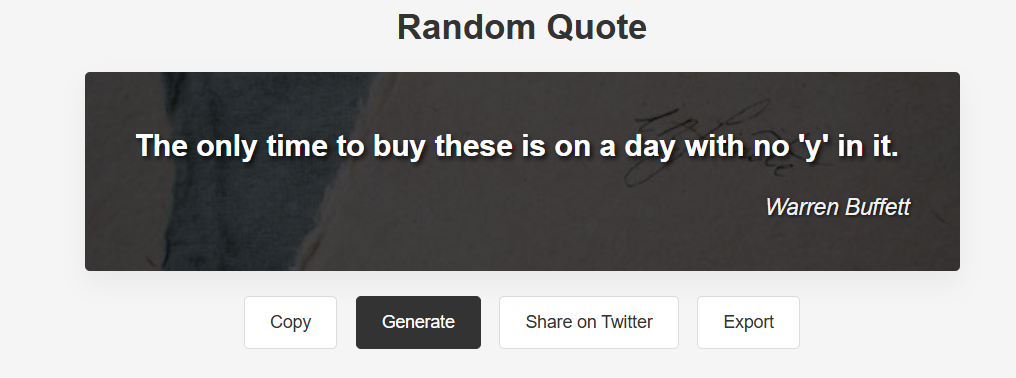 Random Quote
The only time to buy these is on a day with no 'y' in it.
Warren Buffett
Copy
Generate
Share on Twitter
Export